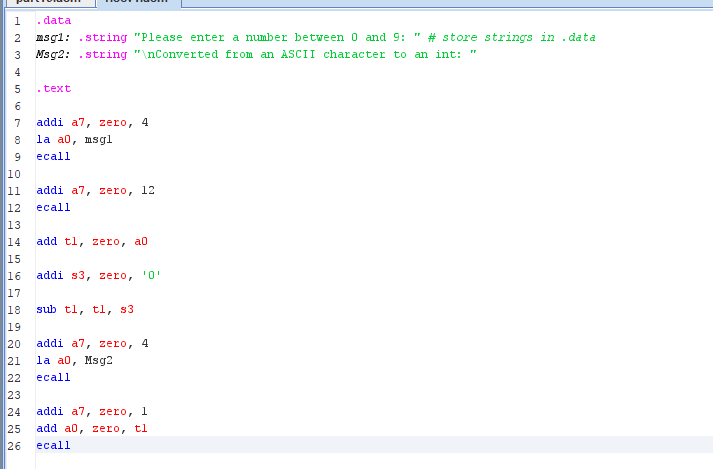 1 .data
2 msg1: .string "Please enter a number between 0 and 9: " # store strings in .data
3 Msg2: .string "\nConverted from an ASCII character to an int: "
4
5 .text
6
7 addi a7, zero, 4
8 la a0, msg1
9 ecall
10
11 addi a7, zero, 12
12 ecall
13
14 add t1, zero, a0
15
16 addi s3, zero, '0'
17
18 sub t1, t1, s3
19
20 addi a7, zero, 4
21 la a0, Msg2
22 ecall
23
24 addi a7, zero, 1
25 add a0, zero, t1
26 ecall